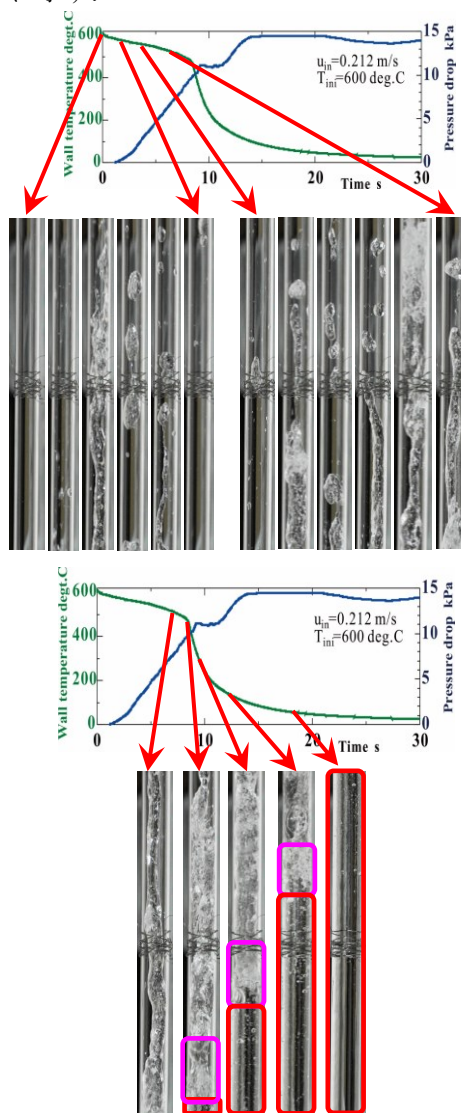 600
400
200
0
Wall temperature degt.C
15
10
5
0
Pressure drop kPa
u_in=0.212 m/s
T_ini=600 deg.C
0 10 20 30
Time s
600
400
200
0
Wall temperature degt.C
15
10
5
0
Pressure drop kPa
u_in=0.212 m/s
T_ini=600 deg.C
0 10 20 30
Time s